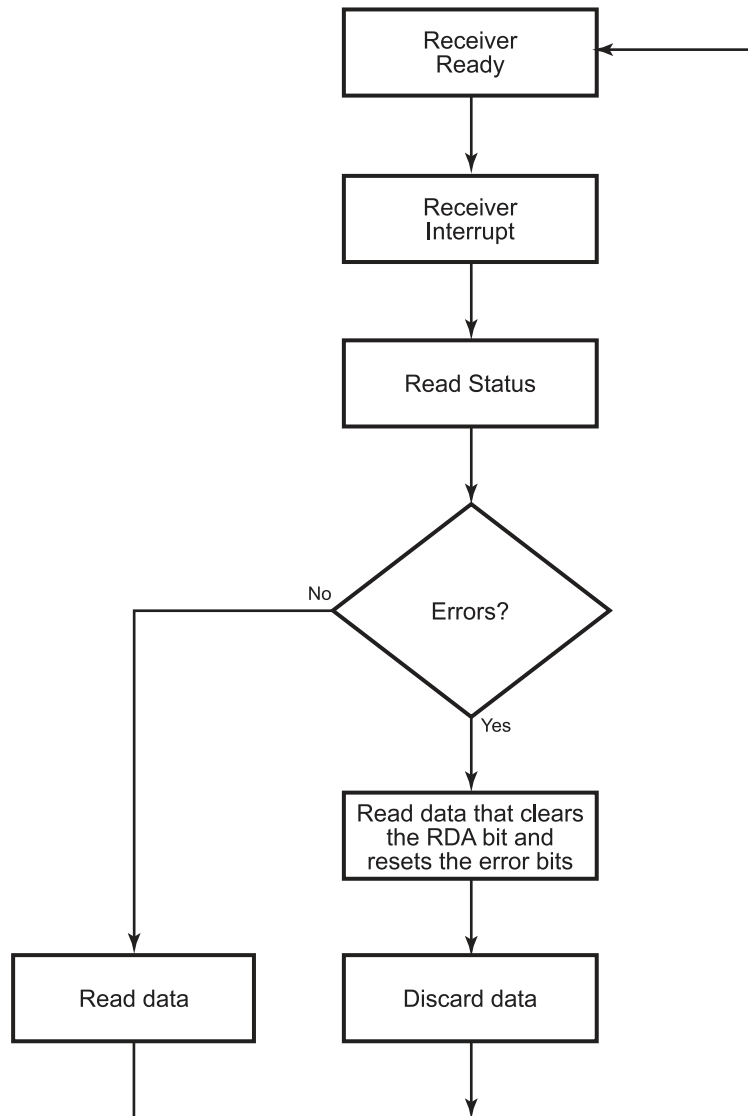 Receiver
Ready
Receiver
Interrupt
Read Status
Errors?
No
Yes
Read data that clears
the RDA bit and
resets the error bits
Read data
Discard data